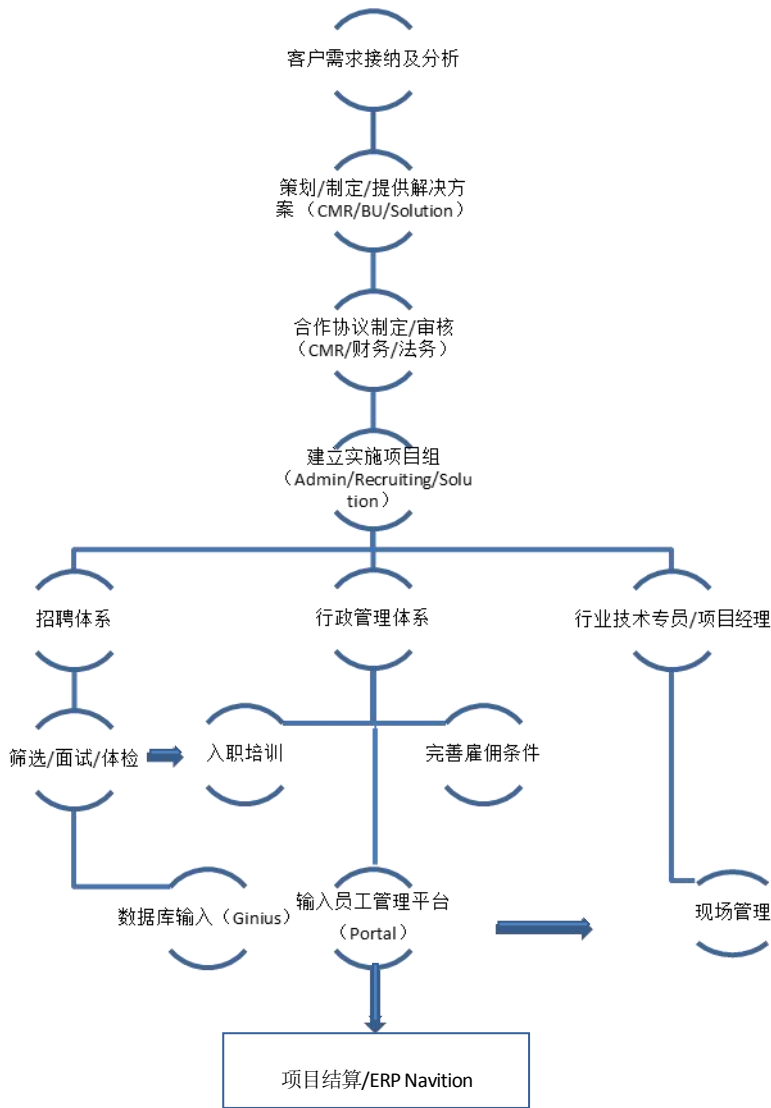 客户需求接纳及分析
策划/制定/提供解决方
案（CMR/BU/Solution）
合作协议制定/审核
（CMR/财务/法务）
建立实施项目组
（Admin/Recruiting/Solu
tion）
招聘体系
行政管理体系
行业技术专员/项目经理
筛选/面试/体检
入职培训
完善雇佣条件
数据库输入（Ginius）
输入员工管理平台
（Portal）
现场管理
项目结算/ERP Navition